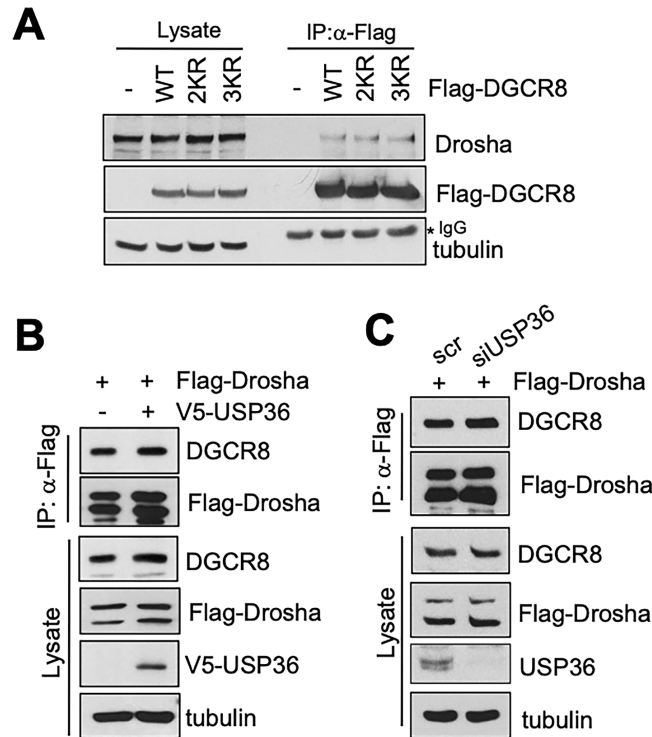 A
Lysate IP:α-Flag
- WT 2KR 3KR - WT 2KR 3KR Flag-DGCR8
Drosha
Flag-DGCR8
* IgG
tubulin
B
+ + Flag-Drosha
- + V5-USP36
IP: α-Flag
DGCR8
Flag-Drosha
Lysate
DGCR8
Flag-Drosha
V5-USP36
tubulin
C
scr siUSP36
+ + Flag-Drosha
IP: α-Flag
DGCR8
Flag-Drosha
Lysate
DGCR8
Flag-Drosha
USP36
tubulin